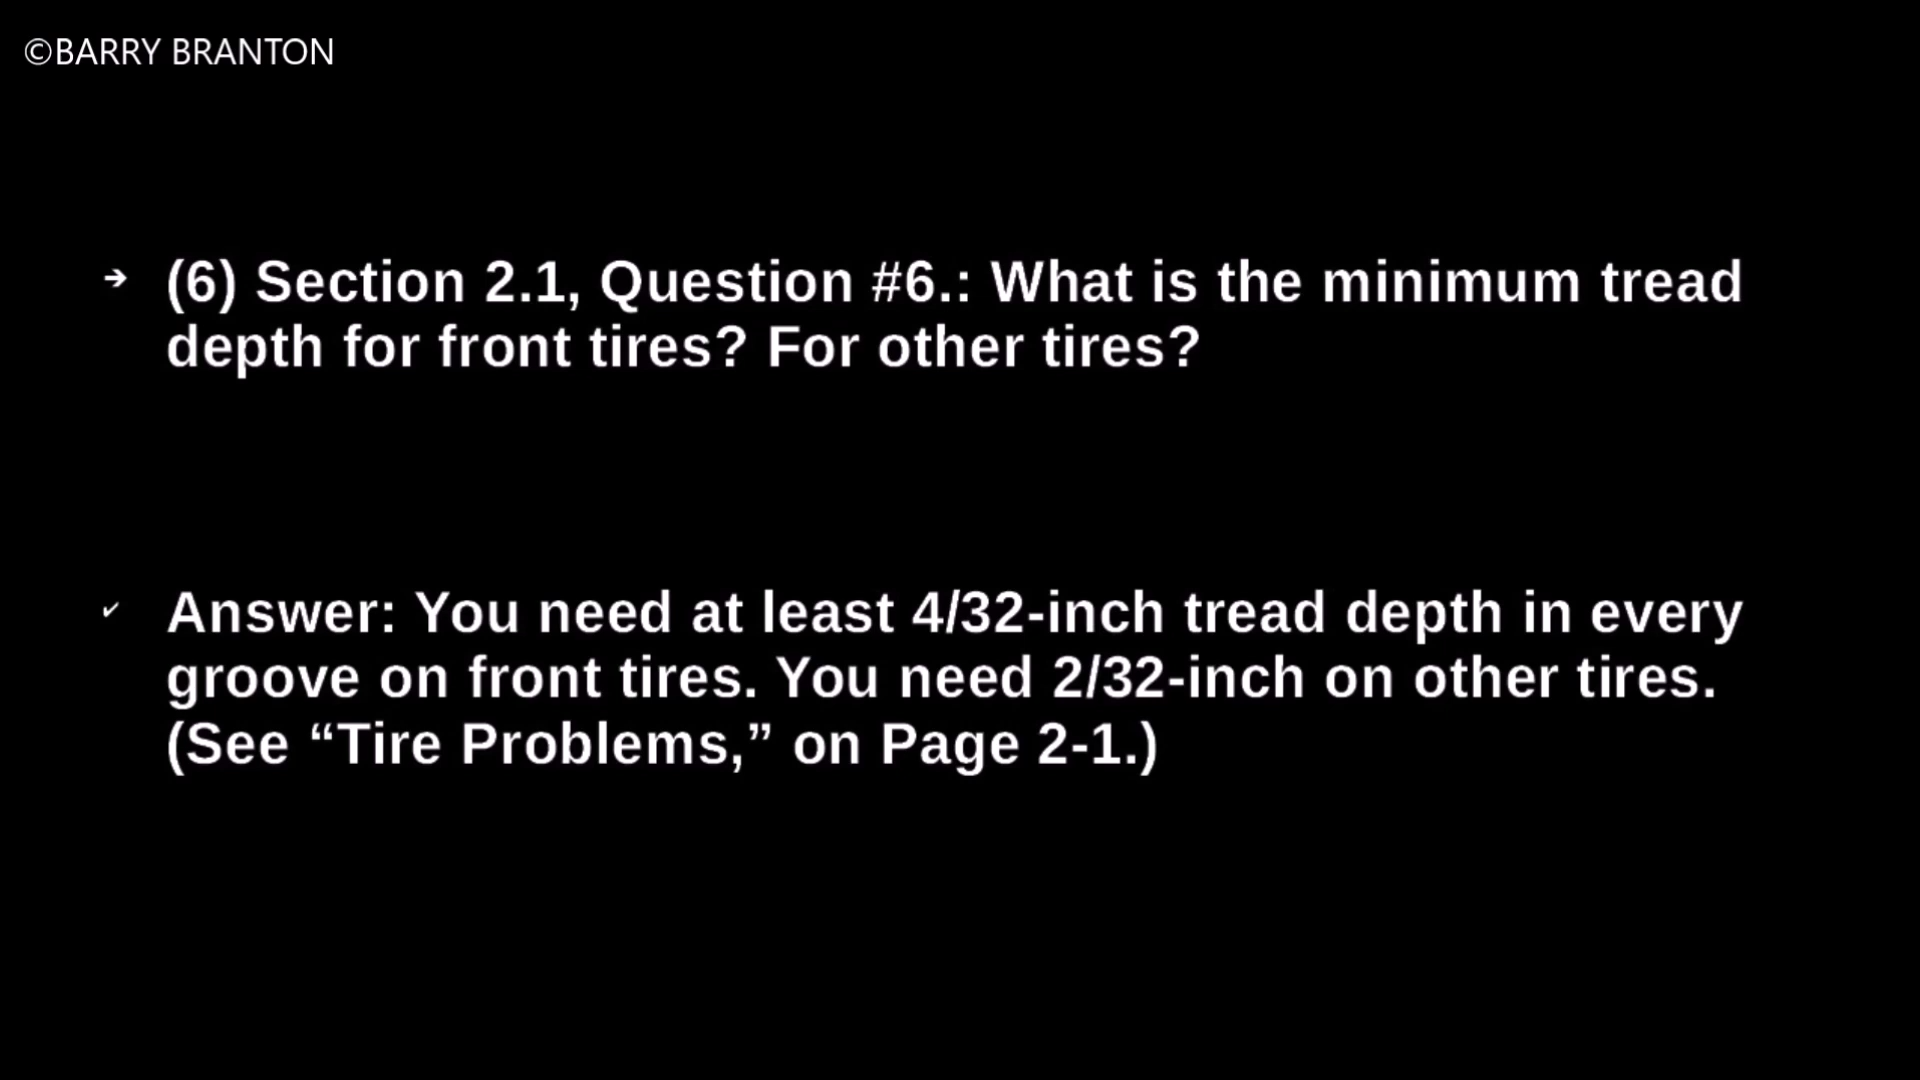 ©BARRY BRANTON
➔ (6) Section 2.1, Question #6.: What is the minimum tread
depth for front tires? For other tires?
✔ Answer: You need at least 4/32-inch tread depth in every
groove on front tires. You need 2/32-inch on other tires.
(See “Tire Problems,” on Page 2-1.)